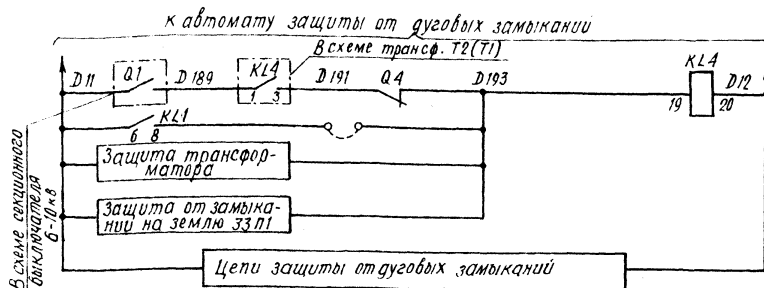 к автомату защиты от дуговых замыканий
В схеме трансф. Т2(Т1)
D11
Q1
D189
KL4
1 3
D191
Q4
D193
KL4
D12
19
20
KL1
6 8
Защита трансфор-
матора
Защита от замыка-
ний на землю ЗЗП1
Цепи защиты от дуговых замыканий
В схеме секционного
выключателя
6-10кв